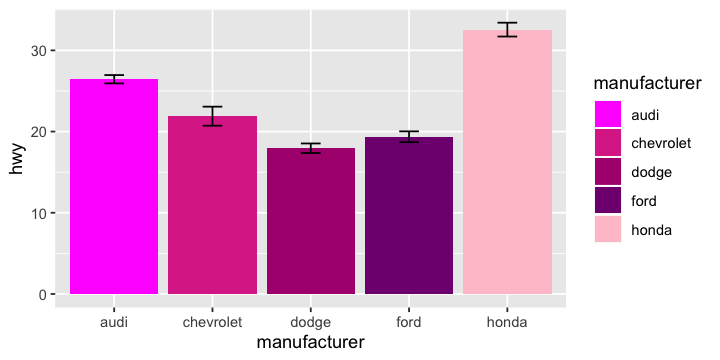 hwy
30
20
10
0
audi chevrolet dodge ford honda
manufacturer
manufacturer
audi
chevrolet
dodge
ford
honda